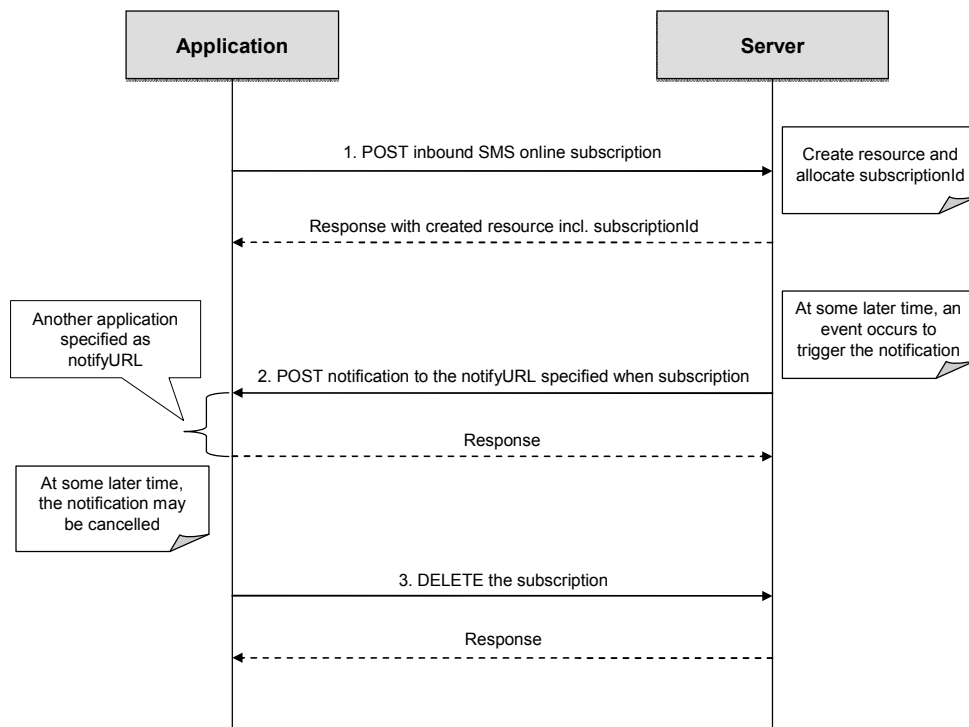 Application
Server
1. POST inbound SMS online subscription
Create resource and
allocate subscriptionId
Response with created resource incl. subscriptionId
At some later time, an
event occurs to
trigger the notification
Another application
specified as
notifyURL
2. POST notification to the notifyURL specified when subscription
Response
At some later time,
the notification may
be cancelled
3. DELETE the subscription
Response